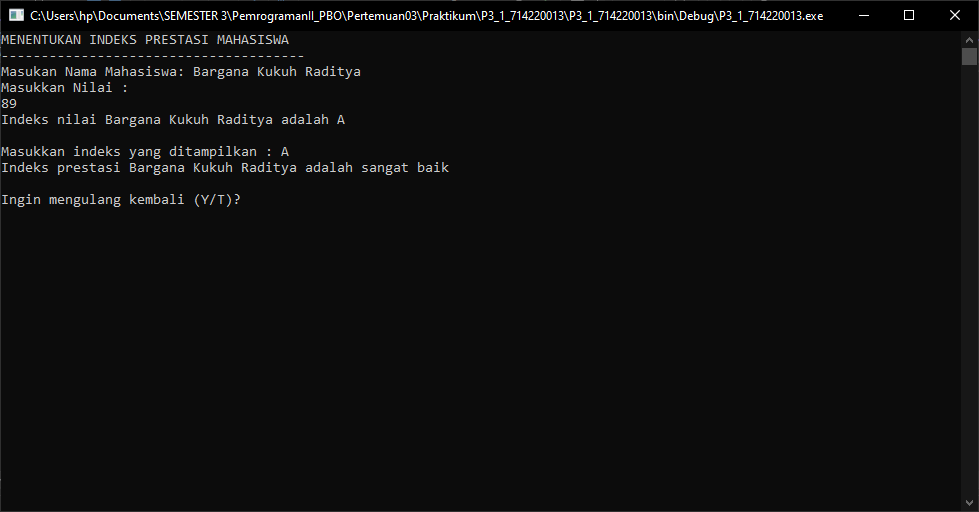 C:\Users\hp\Documents\SEMESTER 3\PemrogramanII_PBO\Pertemuan03\Praktikum\P3_1_714220013\P3_1_714220013\bin\Debug\P3_1_714220013.exe
MENENTUKAN INDEKS PRESTASI MAHASISWA
--------------------------------------
Masukan Nama Mahasiswa: Bargana Kukuh Raditya
Masukkan Nilai :
89
Indeks nilai Bargana Kukuh Raditya adalah A
Masukkan indeks yang ditampilkan : A
Indeks prestasi Bargana Kukuh Raditya adalah sangat baik
Ingin mengulang kembali (Y/T)?